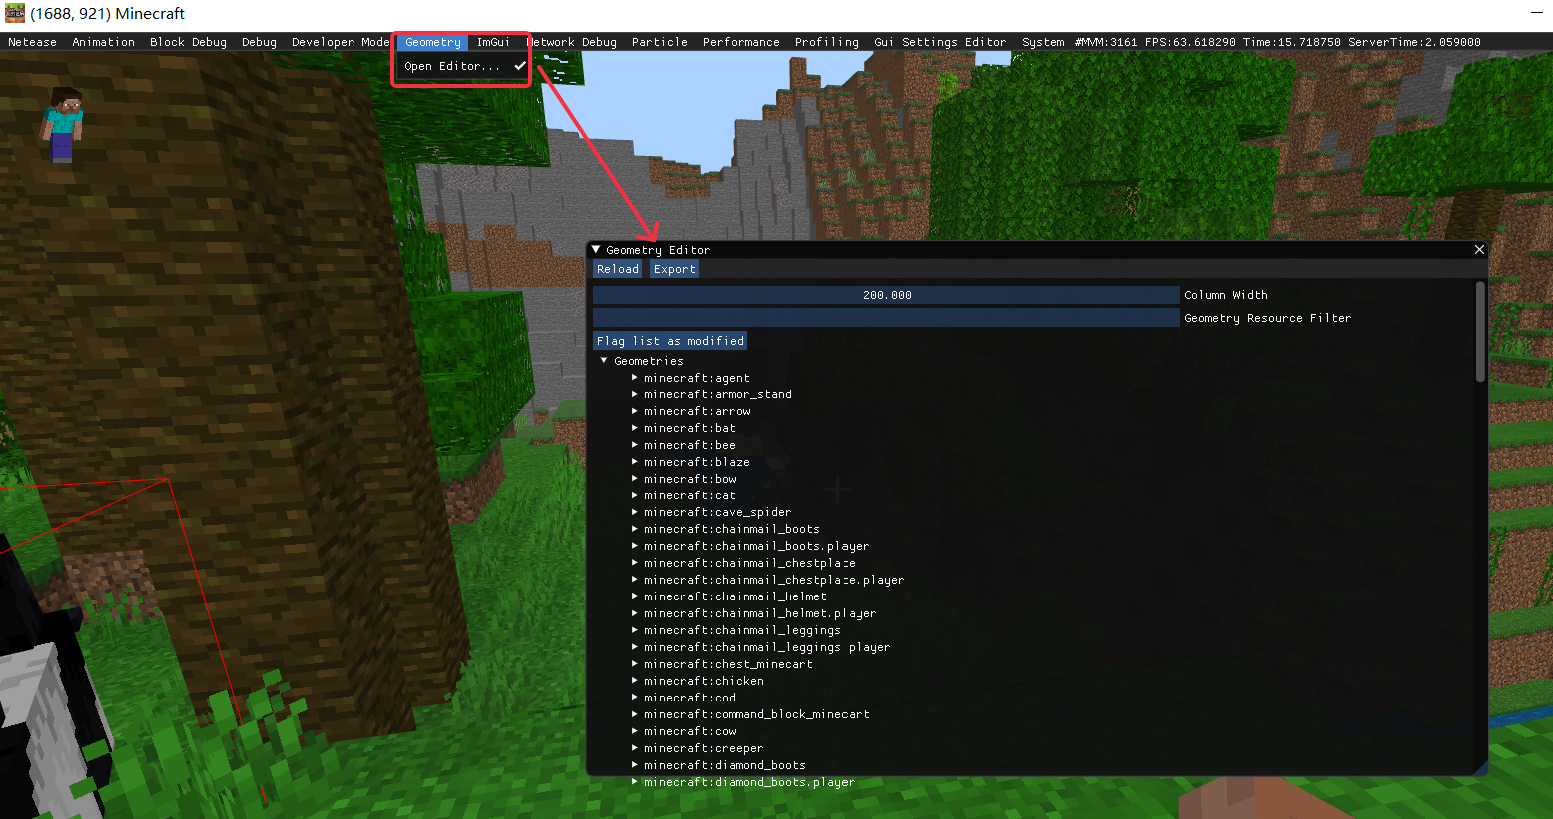 (1688, 921) Minecraft
Netease Animation Block Debug Debug Developer Mode Geometry ImGui Network Debug Particle Performance Profiling Gui Settings Editor System #MVM:3161 FPS:63.618290 Time:15.718750 ServerTime:2.059000
Open Editor...
Geometry Editor
Reload Export
200.000 Column Width
Geometry Resource Filter
Flag list as modified
Geometries
minecraft:agent
minecraft:armor_stand
minecraft:arrow
minecraft:bat
minecraft:bee
minecraft:blaze
minecraft:bow
minecraft:cat
minecraft:cave_spider
minecraft:chainmail_boots
minecraft:chainmail_boots.player
minecraft:chainmail_chestplate
minecraft:chainmail_chestplate.player
minecraft:chainmail_helmet
minecraft:chainmail_helmet.player
minecraft:chainmail_leggings
minecraft:chainmail_leggings player
minecraft:chest_minecart
minecraft:chicken
minecraft:cod
minecraft:command_block_minecart
minecraft:cow
minecraft:creeper
minecraft:diamond_boots
minecraft:diamond_boots.player